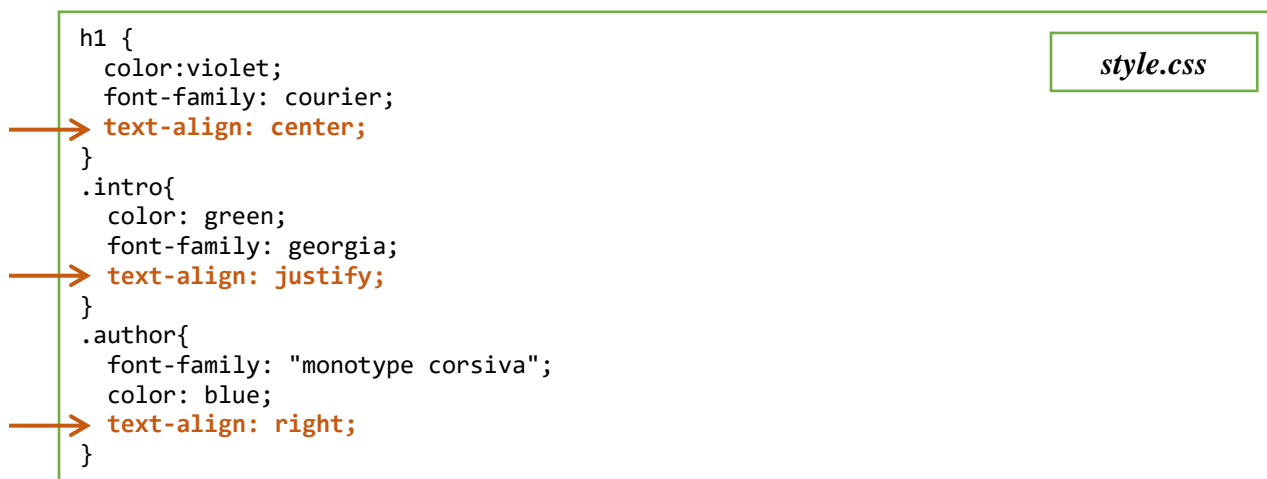 h1 {
color:violet;
font-family: courier;
text-align: center;
}
.intro{
color: green;
font-family: georgia;
text-align: justify;
}
.author{
font-family: "monotype corsiva";
color: blue;
text-align: right;
}
style.css